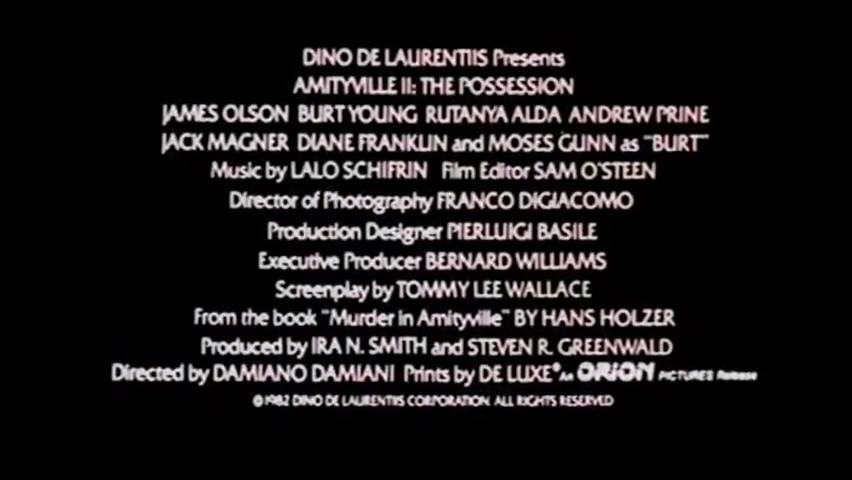 DINO DE LAURENTIIS Presents
AMITYVILLE II: THE POSSESSION
JAMES OLSON BURT YOUNG RUTANYA ALDA ANDREW PRINE
JACK MAGNER DIANE FRANKLIN and MOSES GUNN as "BURT"
Music by LALO SCHIFRIN Film Editor SAM O'STEEN
Director of Photography FRANCO DIGIACOMO
Production Designer PIERLUIGI BASILE
Executive Producer BERNARD WILLIAMS
Screenplay by TOMMY LEE WALLACE
From the book "Murder in Amityville" BY HANS HOLZER
Produced by IRA N. SMITH and STEVEN R. GREENWALD
Directed by DAMIANO DAMIANI Prints by DE LUXE® An ORION PICTURES Release
© 1982 DINO DE LAURENTIIS CORPORATION. ALL RIGHTS RESERVED